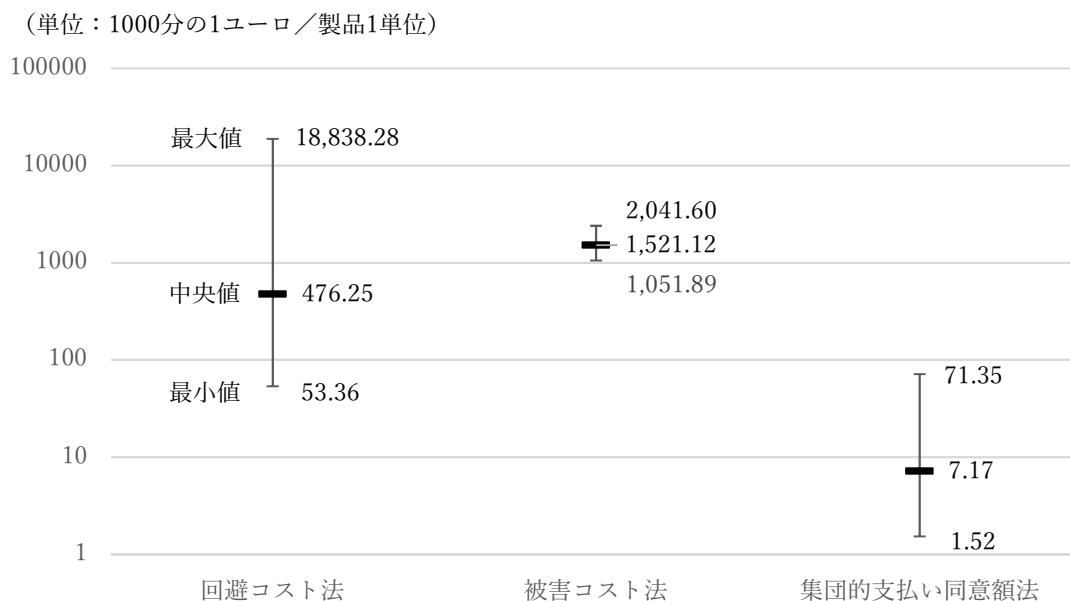 （単位：1000分の1ユーロ／製品1単位）
100000
最大値 18,838.28
10000
2,041.60
1,521.12
1000
1,051.89
中央値 476.25
100
71.35
最小値 53.36
10
7.17
1.52
1
回避コスト法 被害コスト法 集団的支払い同意額法